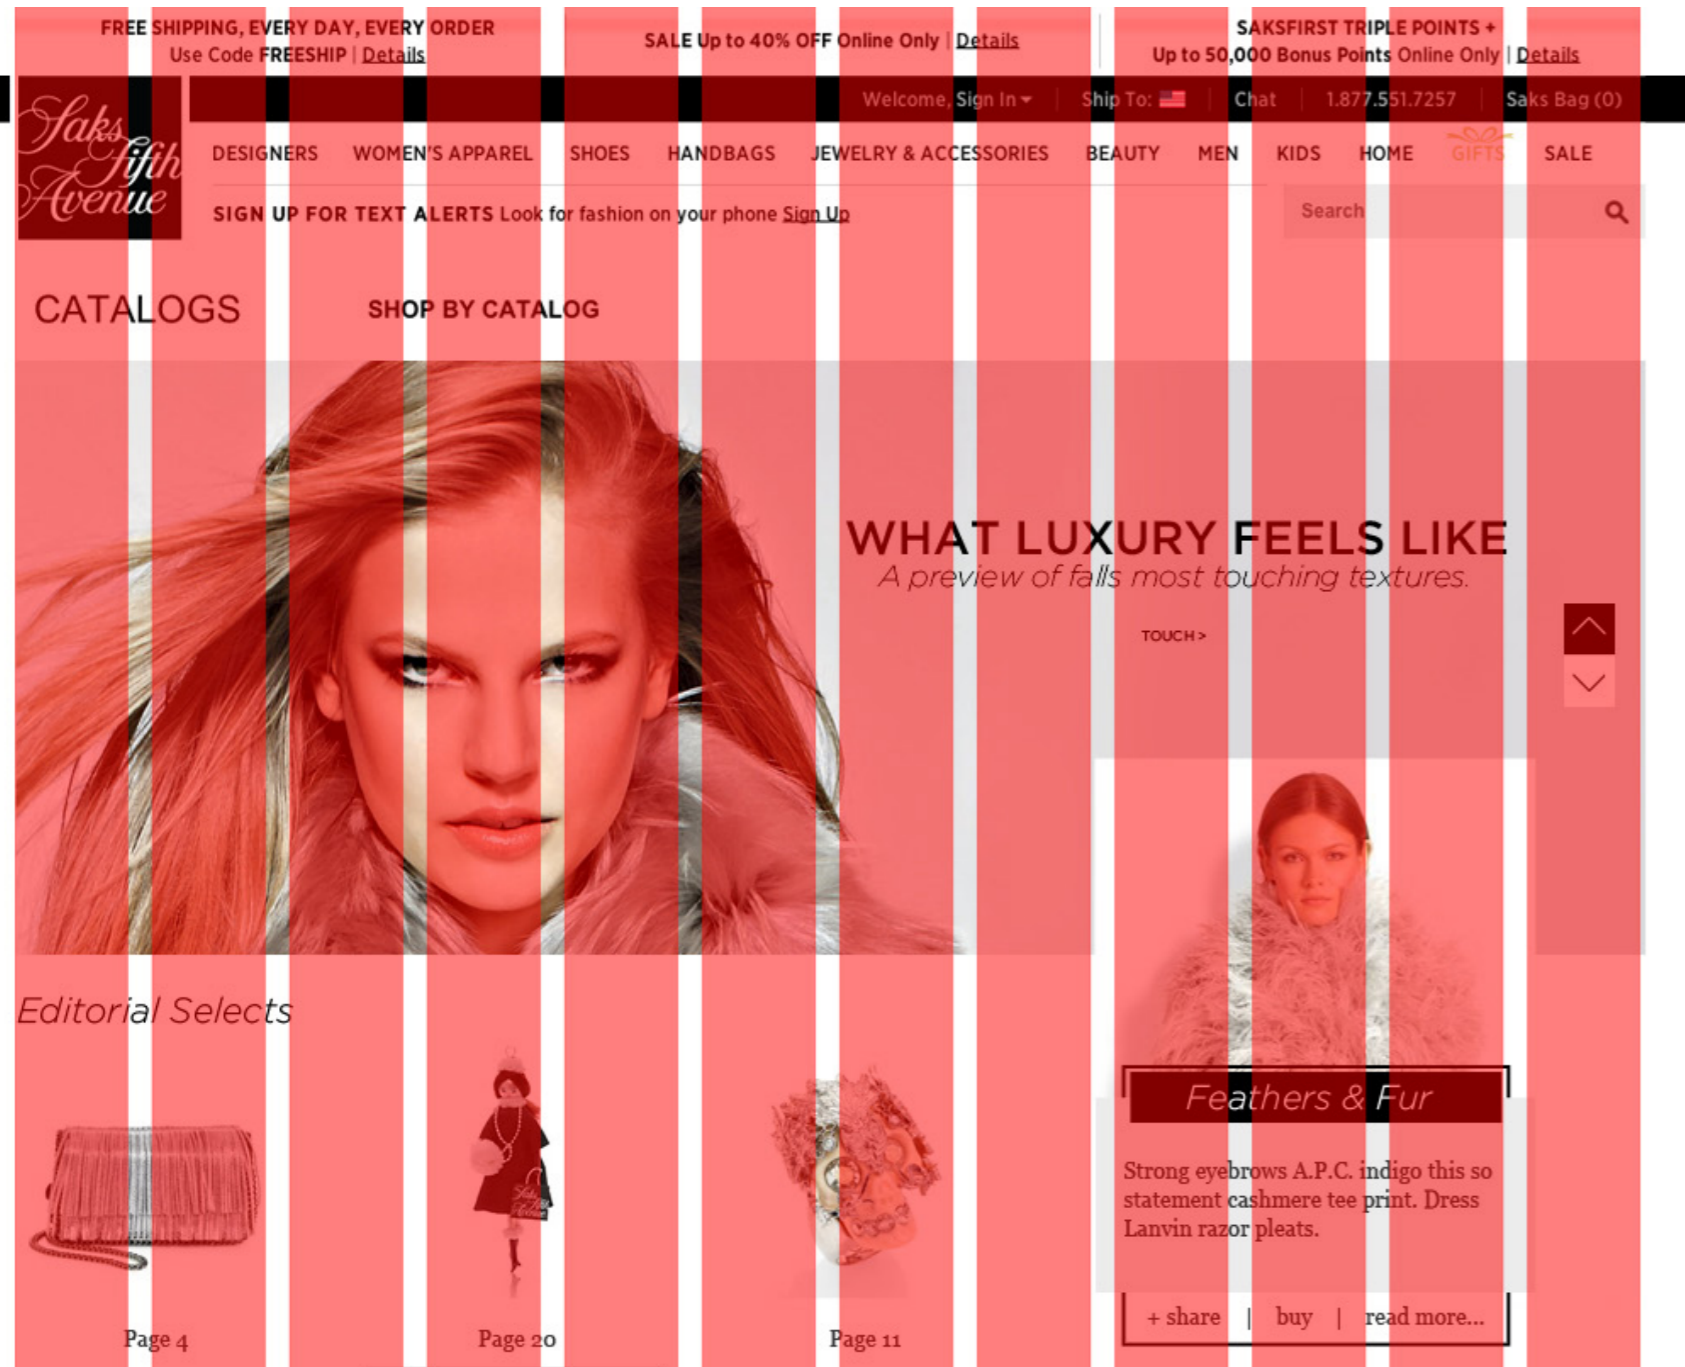 FREE SHIPPING, EVERY DAY, EVERY ORDER
Use Code FREESHIP | Details
SALE Up to 40% OFF Online Only | Details
SAKSFIRST TRIPLE POINTS +
Up to 50,000 Bonus Points Online Only | Details
Saks
fifth
Avenue
Welcome, Sign In | Ship To: | Chat | 1.877.551.7257 | Saks Bag (0)
DESIGNERS WOMEN'S APPAREL SHOES HANDBAGS JEWELRY & ACCESSORIES BEAUTY MEN KIDS HOME GIFTS SALE
SIGN UP FOR TEXT ALERTS Look for fashion on your phone Sign Up
Search
CATALOGS
SHOP BY CATALOG
WHAT LUXURY FEELS LIKE
A preview of falls most touching textures.
TOUCH >
Editorial Selects
Saks
Fifth
Avenue
Page 4
Page 20
Page 11
Feathers & Fur
Strong eyebrows A.P.C. indigo this so
statement cashmere tee print. Dress
Lanvin razor pleats.
+ share | buy | read more...